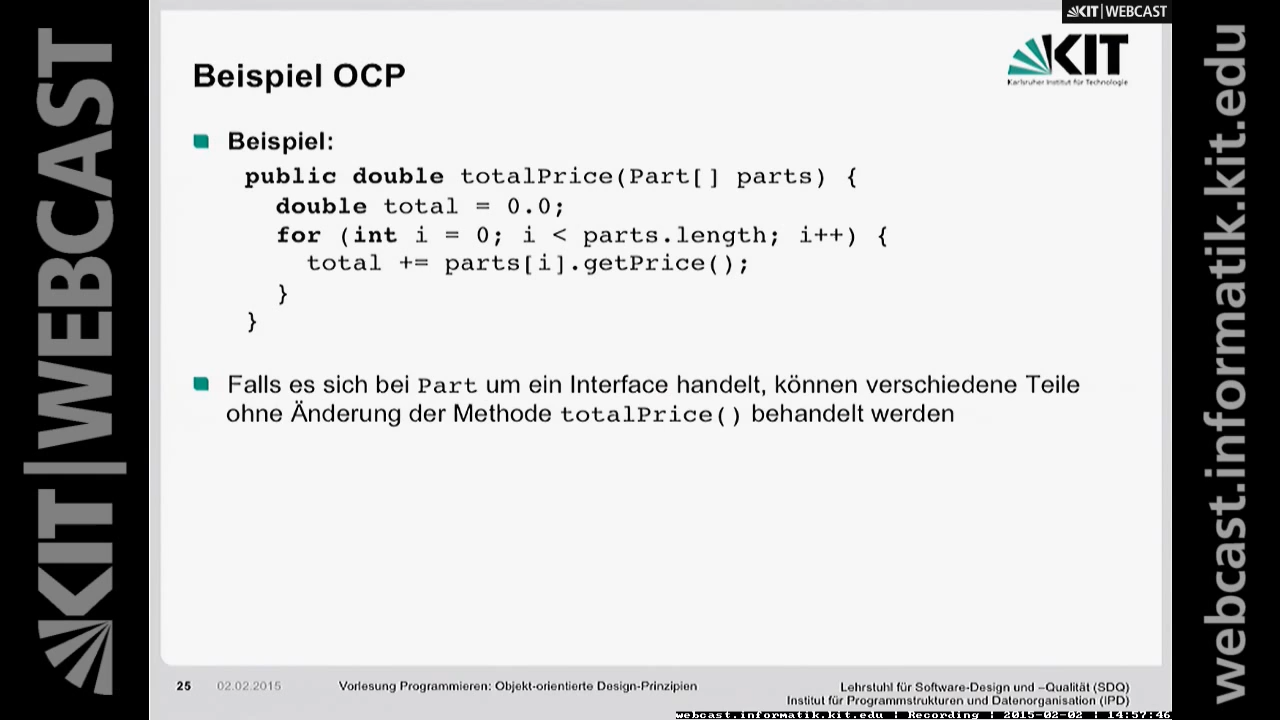 KIT|WEBCAST
KIT|WEBCAST
KIT
Karlsruher Institut für Technologie
Beispiel OCP
Beispiel:
public double totalPrice(Part[] parts) {
double total = 0.0;
for (int i = 0; i < parts.length; i++) {
total += parts[i].getPrice();
}
}
Falls es sich bei Part um ein Interface handelt, können verschiedene Teile
ohne Änderung der Methode totalPrice() behandelt werden
25 02.02.2015 Vorlesung Programmieren: Objekt-orientierte Design-Prinzipien
Lehrstuhl für Software-Design und –Qualität (SDQ)
Institut für Programmstrukturen und Datenorganisation (IPD)
webcast.informatik.kit.edu | Recording | 2015-02-02 | 14:57:46
webcast.informatik.kit.edu